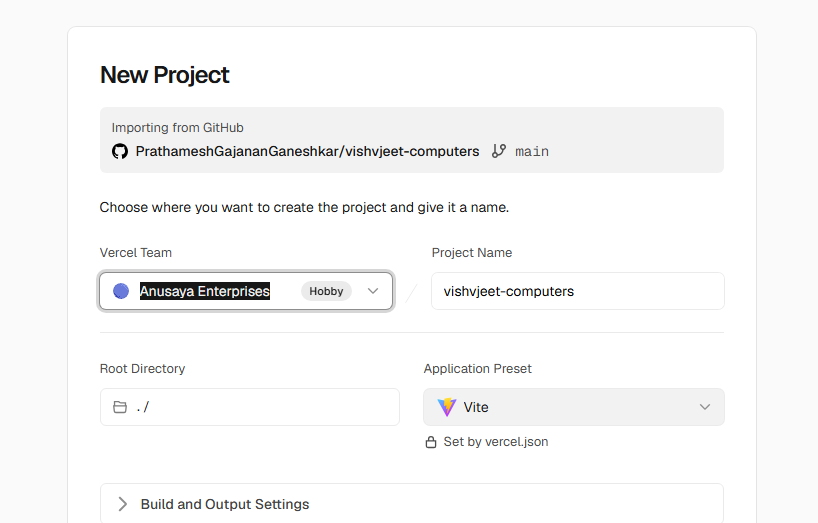 New Project
Importing from GitHub
PrathameshGajananGaneshkar/vishvjeet-computers main
Choose where you want to create the project and give it a name.
Vercel Team
Project Name
Anusaya Enterprises Hobby
/
vishvjeet-computers
Root Directory
Application Preset
./
Vite
Set by vercel.json
Build and Output Settings